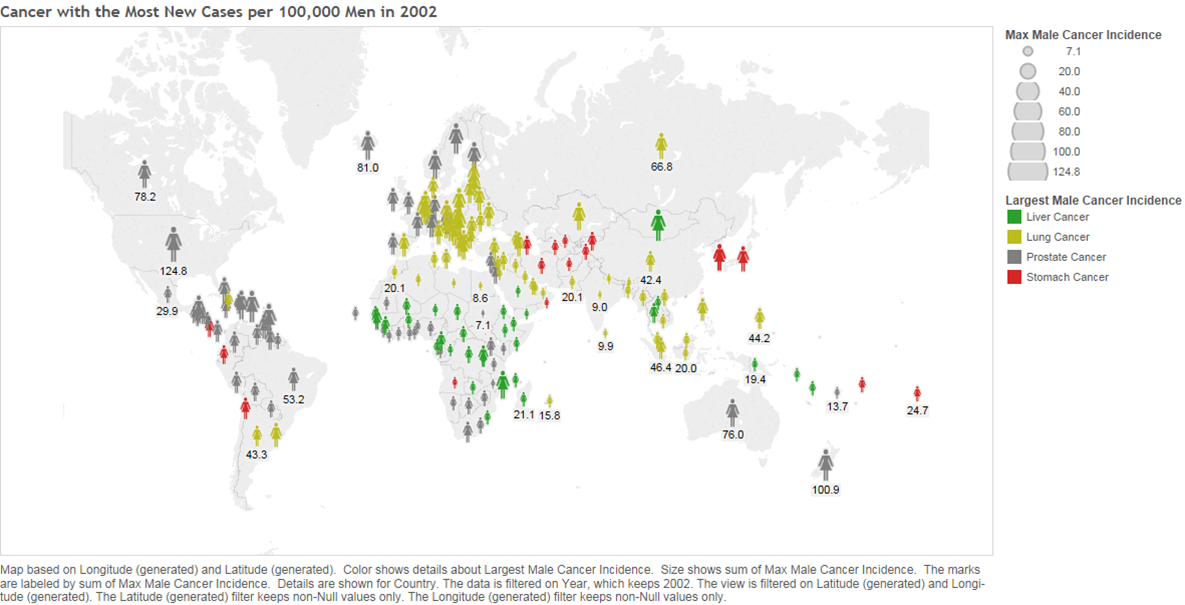 Cancer with the Most New Cases per 100,000 Men in 2002
Max Male Cancer Incidence
7.1
20.0
40.0
60.0
80.0
100.0
124.8
Largest Male Cancer Incidence
Liver Cancer
Lung Cancer
Prostate Cancer
Stomach Cancer
81.0
66.8
78.2
124.8
42.4
20.1
8.6
20.1
9.0
29.9
7.1
44.2
9.9
46.4 20.0
19.4
53.2
21.1 15.8
13.7
24.7
76.0
43.3
100.9
Map based on Longitude (generated) and Latitude (generated).  Color shows details about Largest Male Cancer Incidence.  Size shows sum of Max Male Cancer Incidence.  The marks
are labeled by sum of Max Male Cancer Incidence.  Details are shown for Country. The data is filtered on Year, which keeps 2002. The view is filtered on Latitude (generated) and Longi-
tude (generated). The Latitude (generated) filter keeps non-Null values only. The Longitude (generated) filter keeps non-Null values only.